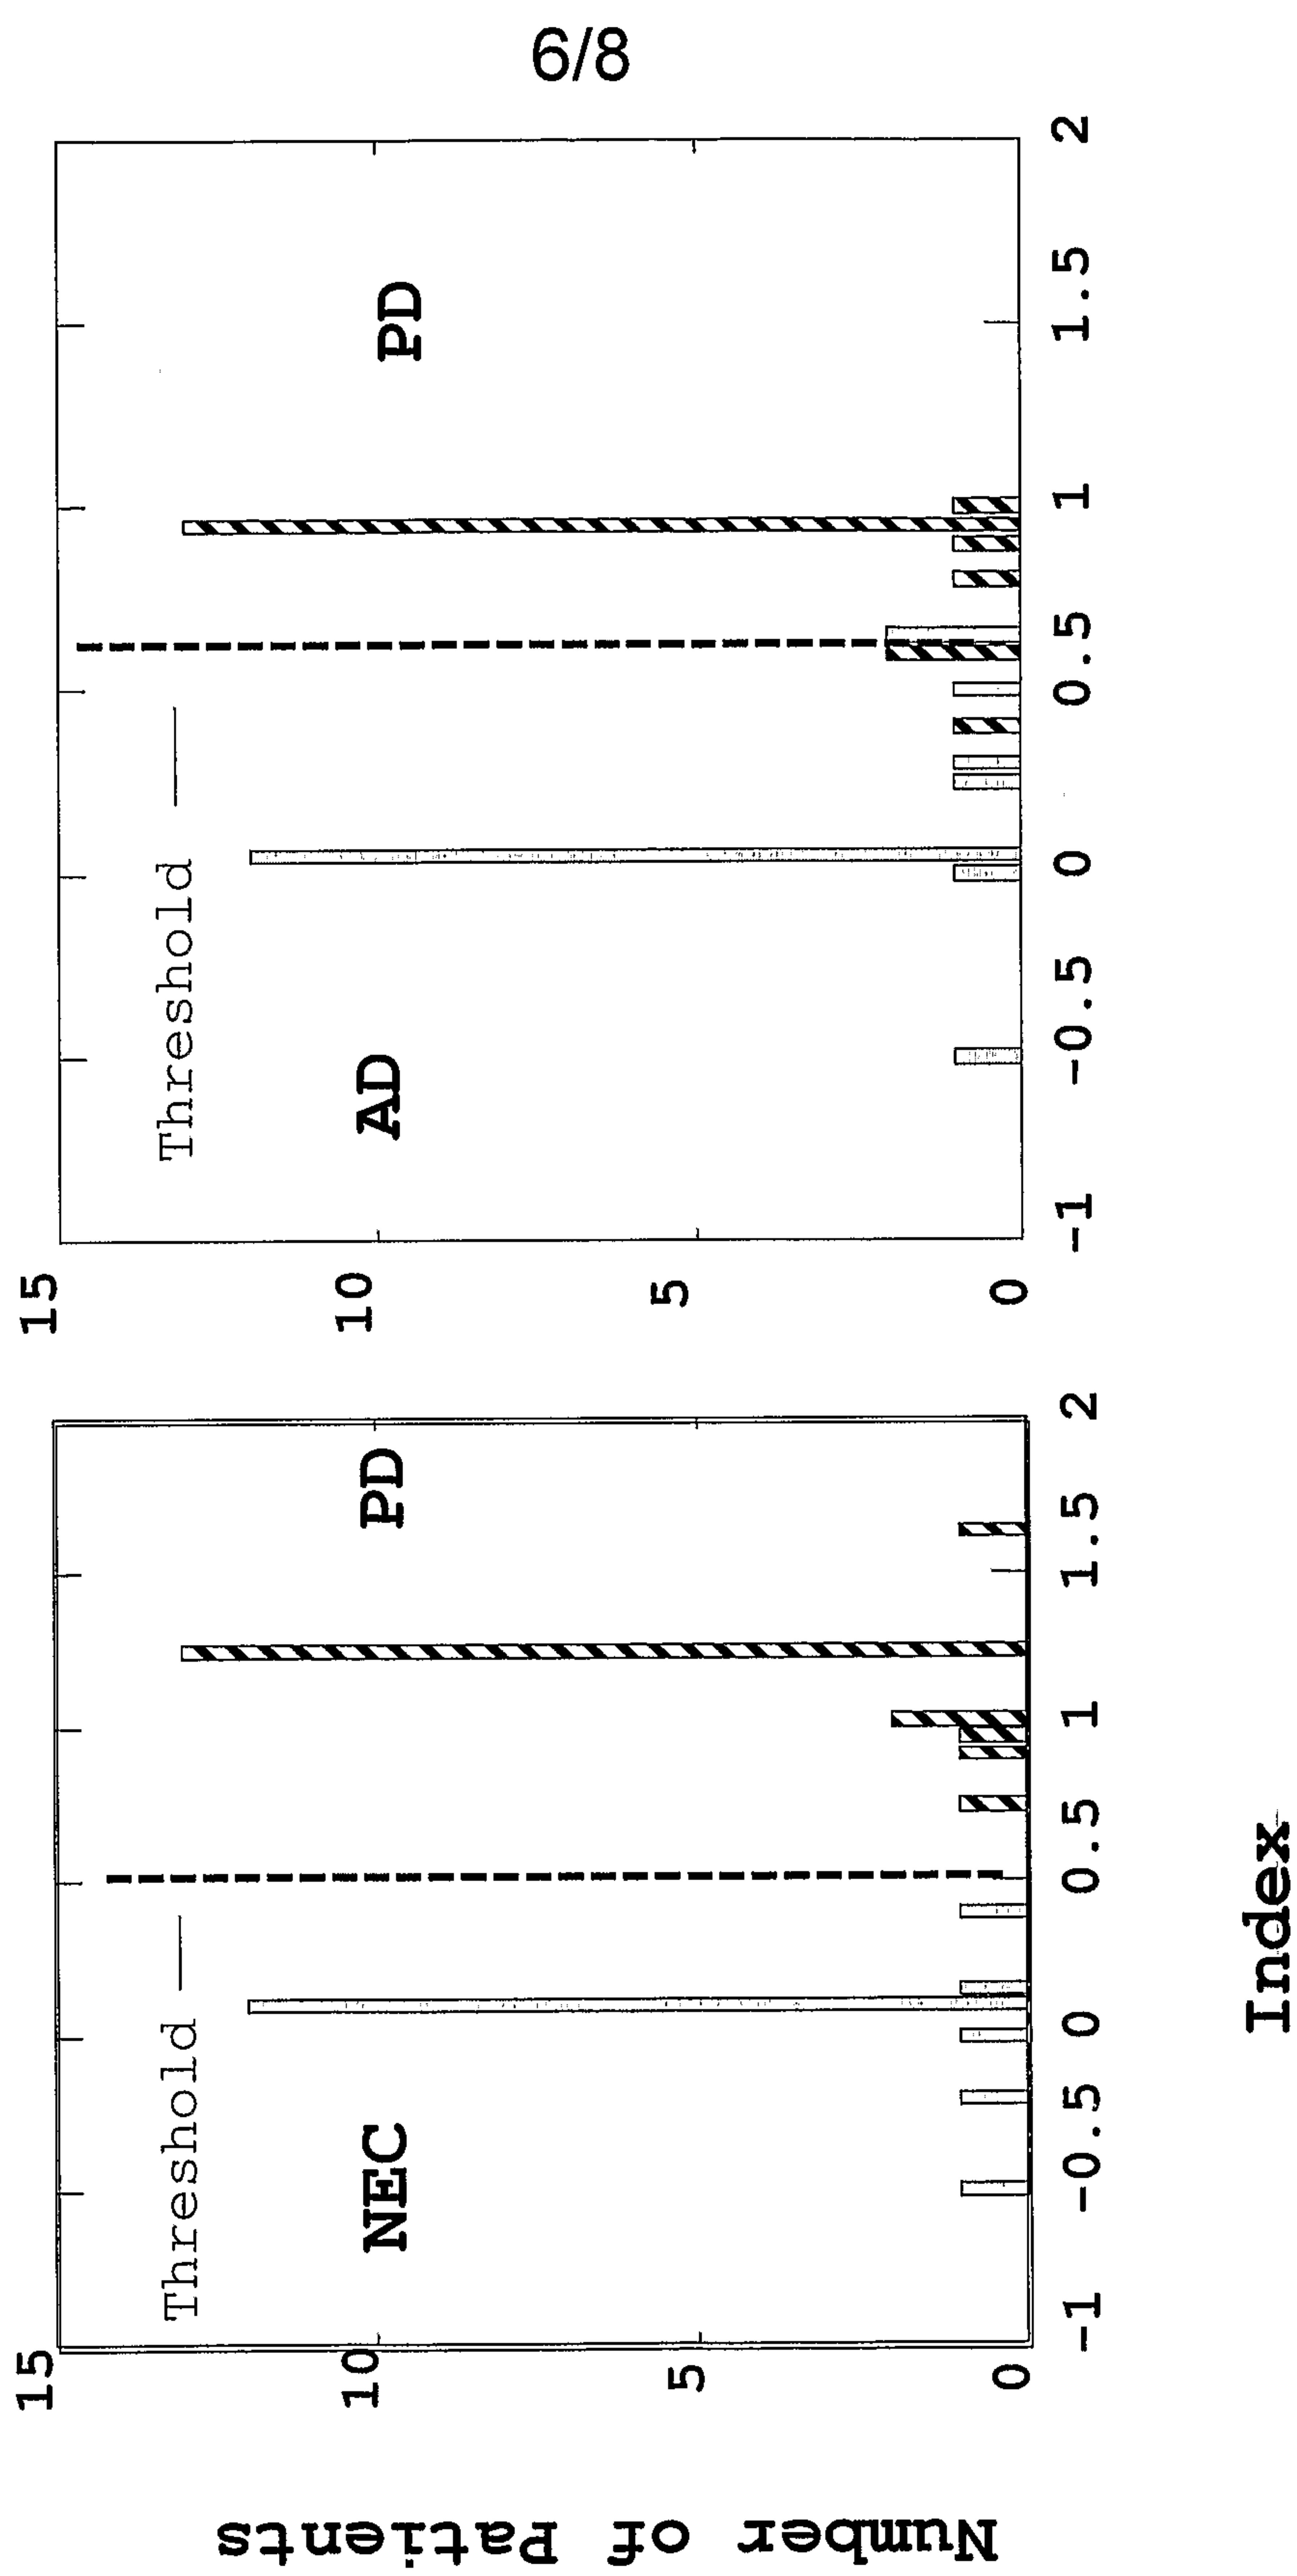 6/8
Number of Patients
15
10
5
0
Threshold
NEC PD
-1 -0.5 0 0.5 1 1.5 2
15
10
5
0
Threshold
AD PD
-1 -0.5 0 0.5 1 1.5 2
Index